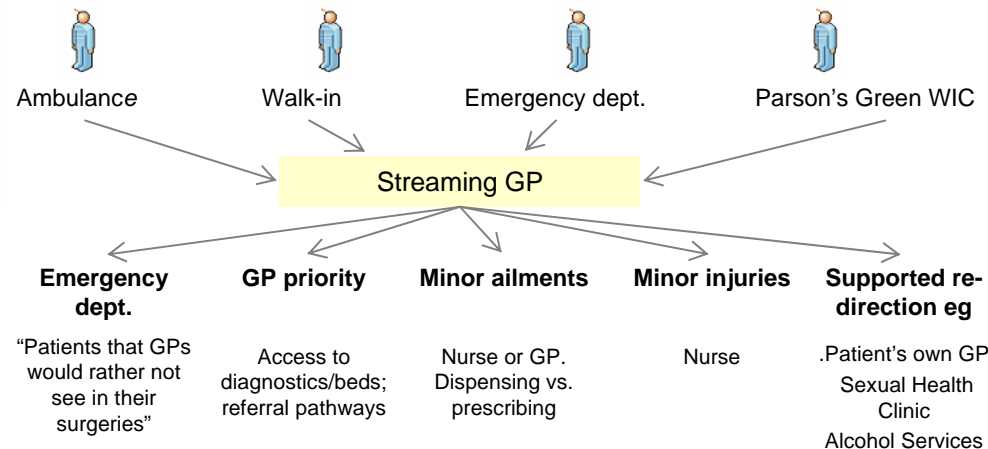 Ambulance
Walk-in
Emergency dept.
Parson's Green WIC
Streaming GP
Emergency
dept.
GP priority
Minor ailments
Minor injuries
Supported re-
direction eg
“Patients that GPs
would rather not
see in their
surgeries”
Access to
diagnostics/beds;
referral pathways
Nurse or GP.
Dispensing vs.
prescribing
Nurse
.Patient's own GP
Sexual Health
Clinic
Alcohol Services